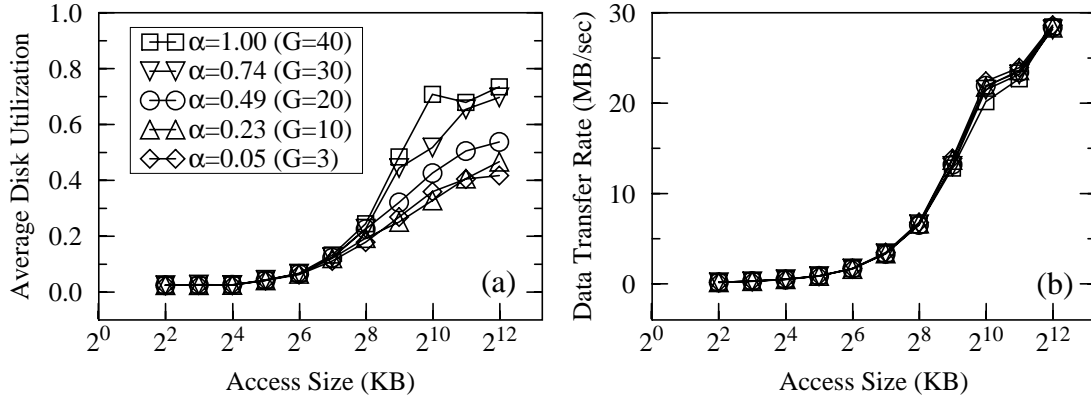 1.0
0.8
0.6
0.4
0.2
0.0
Average Disk Utilization
α=1.00 (G=40)
α=0.74 (G=30)
α=0.49 (G=20)
α=0.23 (G=10)
α=0.05 (G=3)
(a)
2^0 2^2 2^4 2^6 2^8 2^10 2^12
Access Size (KB)
30
20
10
0
Data Transfer Rate (MB/sec)
(b)
2^0 2^2 2^4 2^6 2^8 2^10 2^12
Access Size (KB)